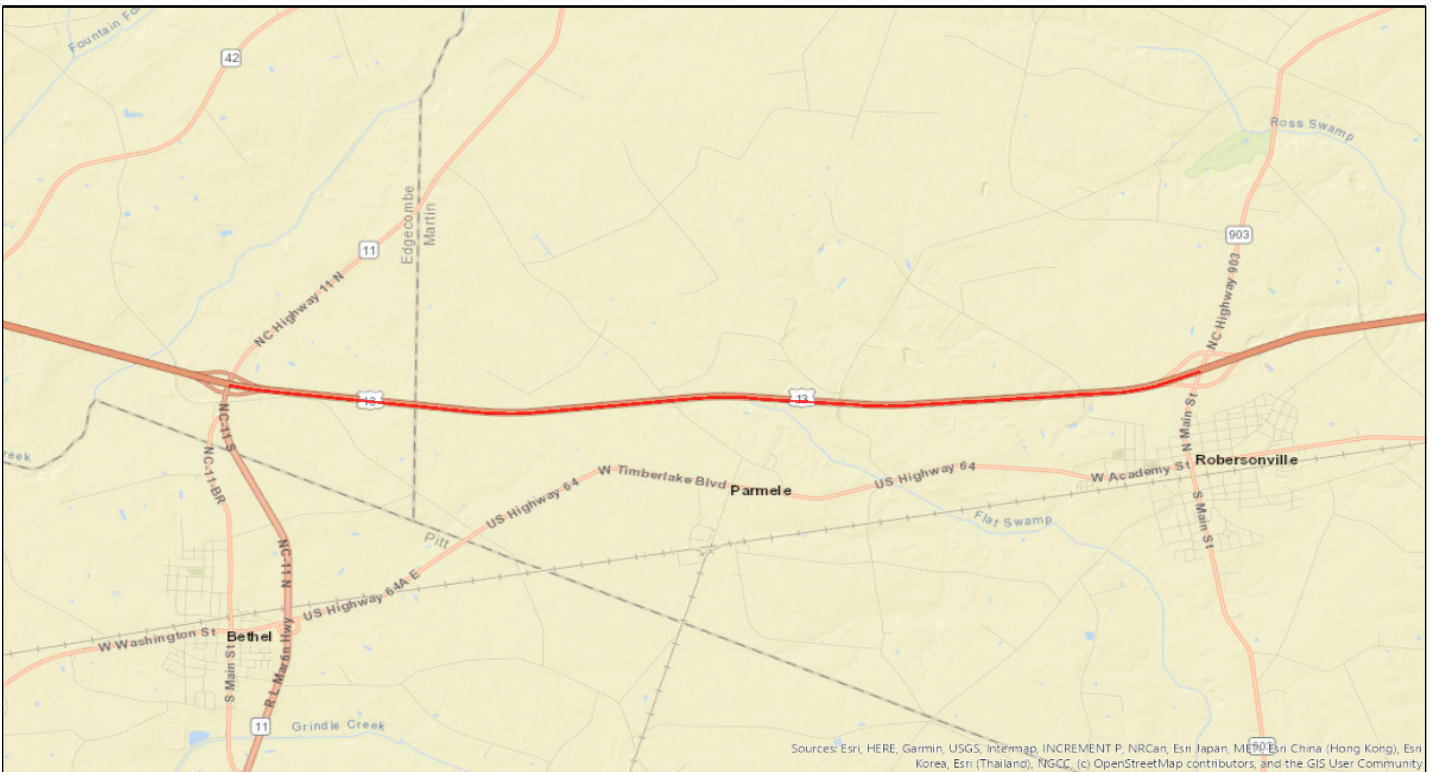 Fountain Fo
42
Ross Swamp
Edgecombe
Martin
903
11
NC Highway 11 N
NC Highway 903
13
13
NC-11 S
NC-11-BR
N Main St
reek
W Timberlake Blvd
Parmele
US Highway 64
W Academy St
Robersonville
US Highway 64
S Main St
Flat Swamp
Pitt
NC-11 N
US Highway 64A E
W Washington St
Bethel
S Main St
R L Martin Hwy
11
Grindle Creek
903
Sources: Esri, HERE, Garmin, USGS, Intermap, INCREMENT P, NRCan, Esri Japan, METI, Esri China (Hong Kong), Esri
Korea, Esri (Thailand), NGCC, (c) OpenStreetMap contributors, and the GIS User Community